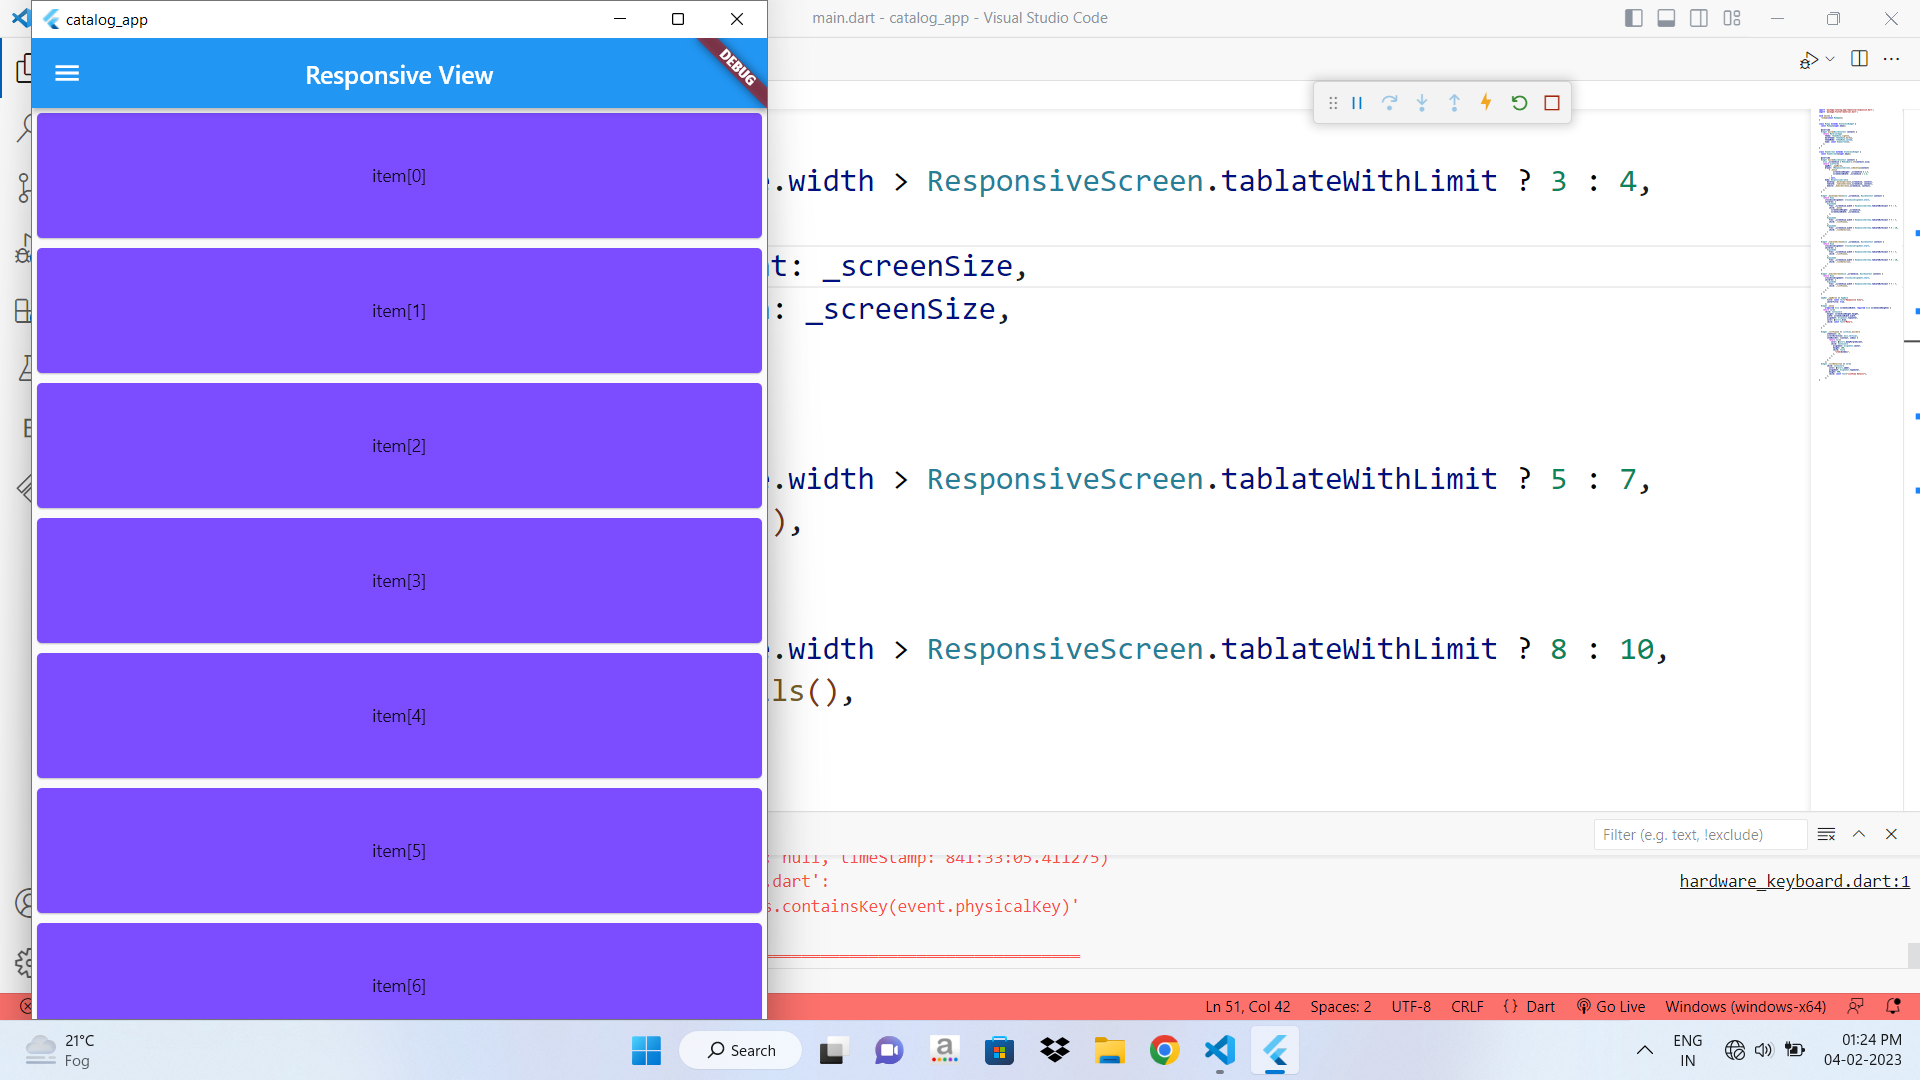 catalog_app
main.dart - catalog_app - Visual Studio Code
Responsive View
DEBUG
item[0]
item[1]
item[2]
item[3]
item[4]
item[5]
item[6]
.width > ResponsiveScreen.tablateWithLimit ? 3 : 4,
t: _screenSize,
: _screenSize,
.width > ResponsiveScreen.tablateWithLimit ? 5 : 7,
),
.width > ResponsiveScreen.tablateWithLimit ? 8 : 10,
ls(),
Filter (e.g. text, !exclude)
null, timeStamp: 841:33:05.411275)
.dart':
hardware_keyboard.dart:1
s.containsKey(event.physicalKey)'
Ln 51, Col 42
Spaces: 2
UTF-8
CRLF
{ } Dart
Go Live
Windows (windows-x64)
21°C
Fog
Search
ENG
IN
01:24 PM
04-02-2023